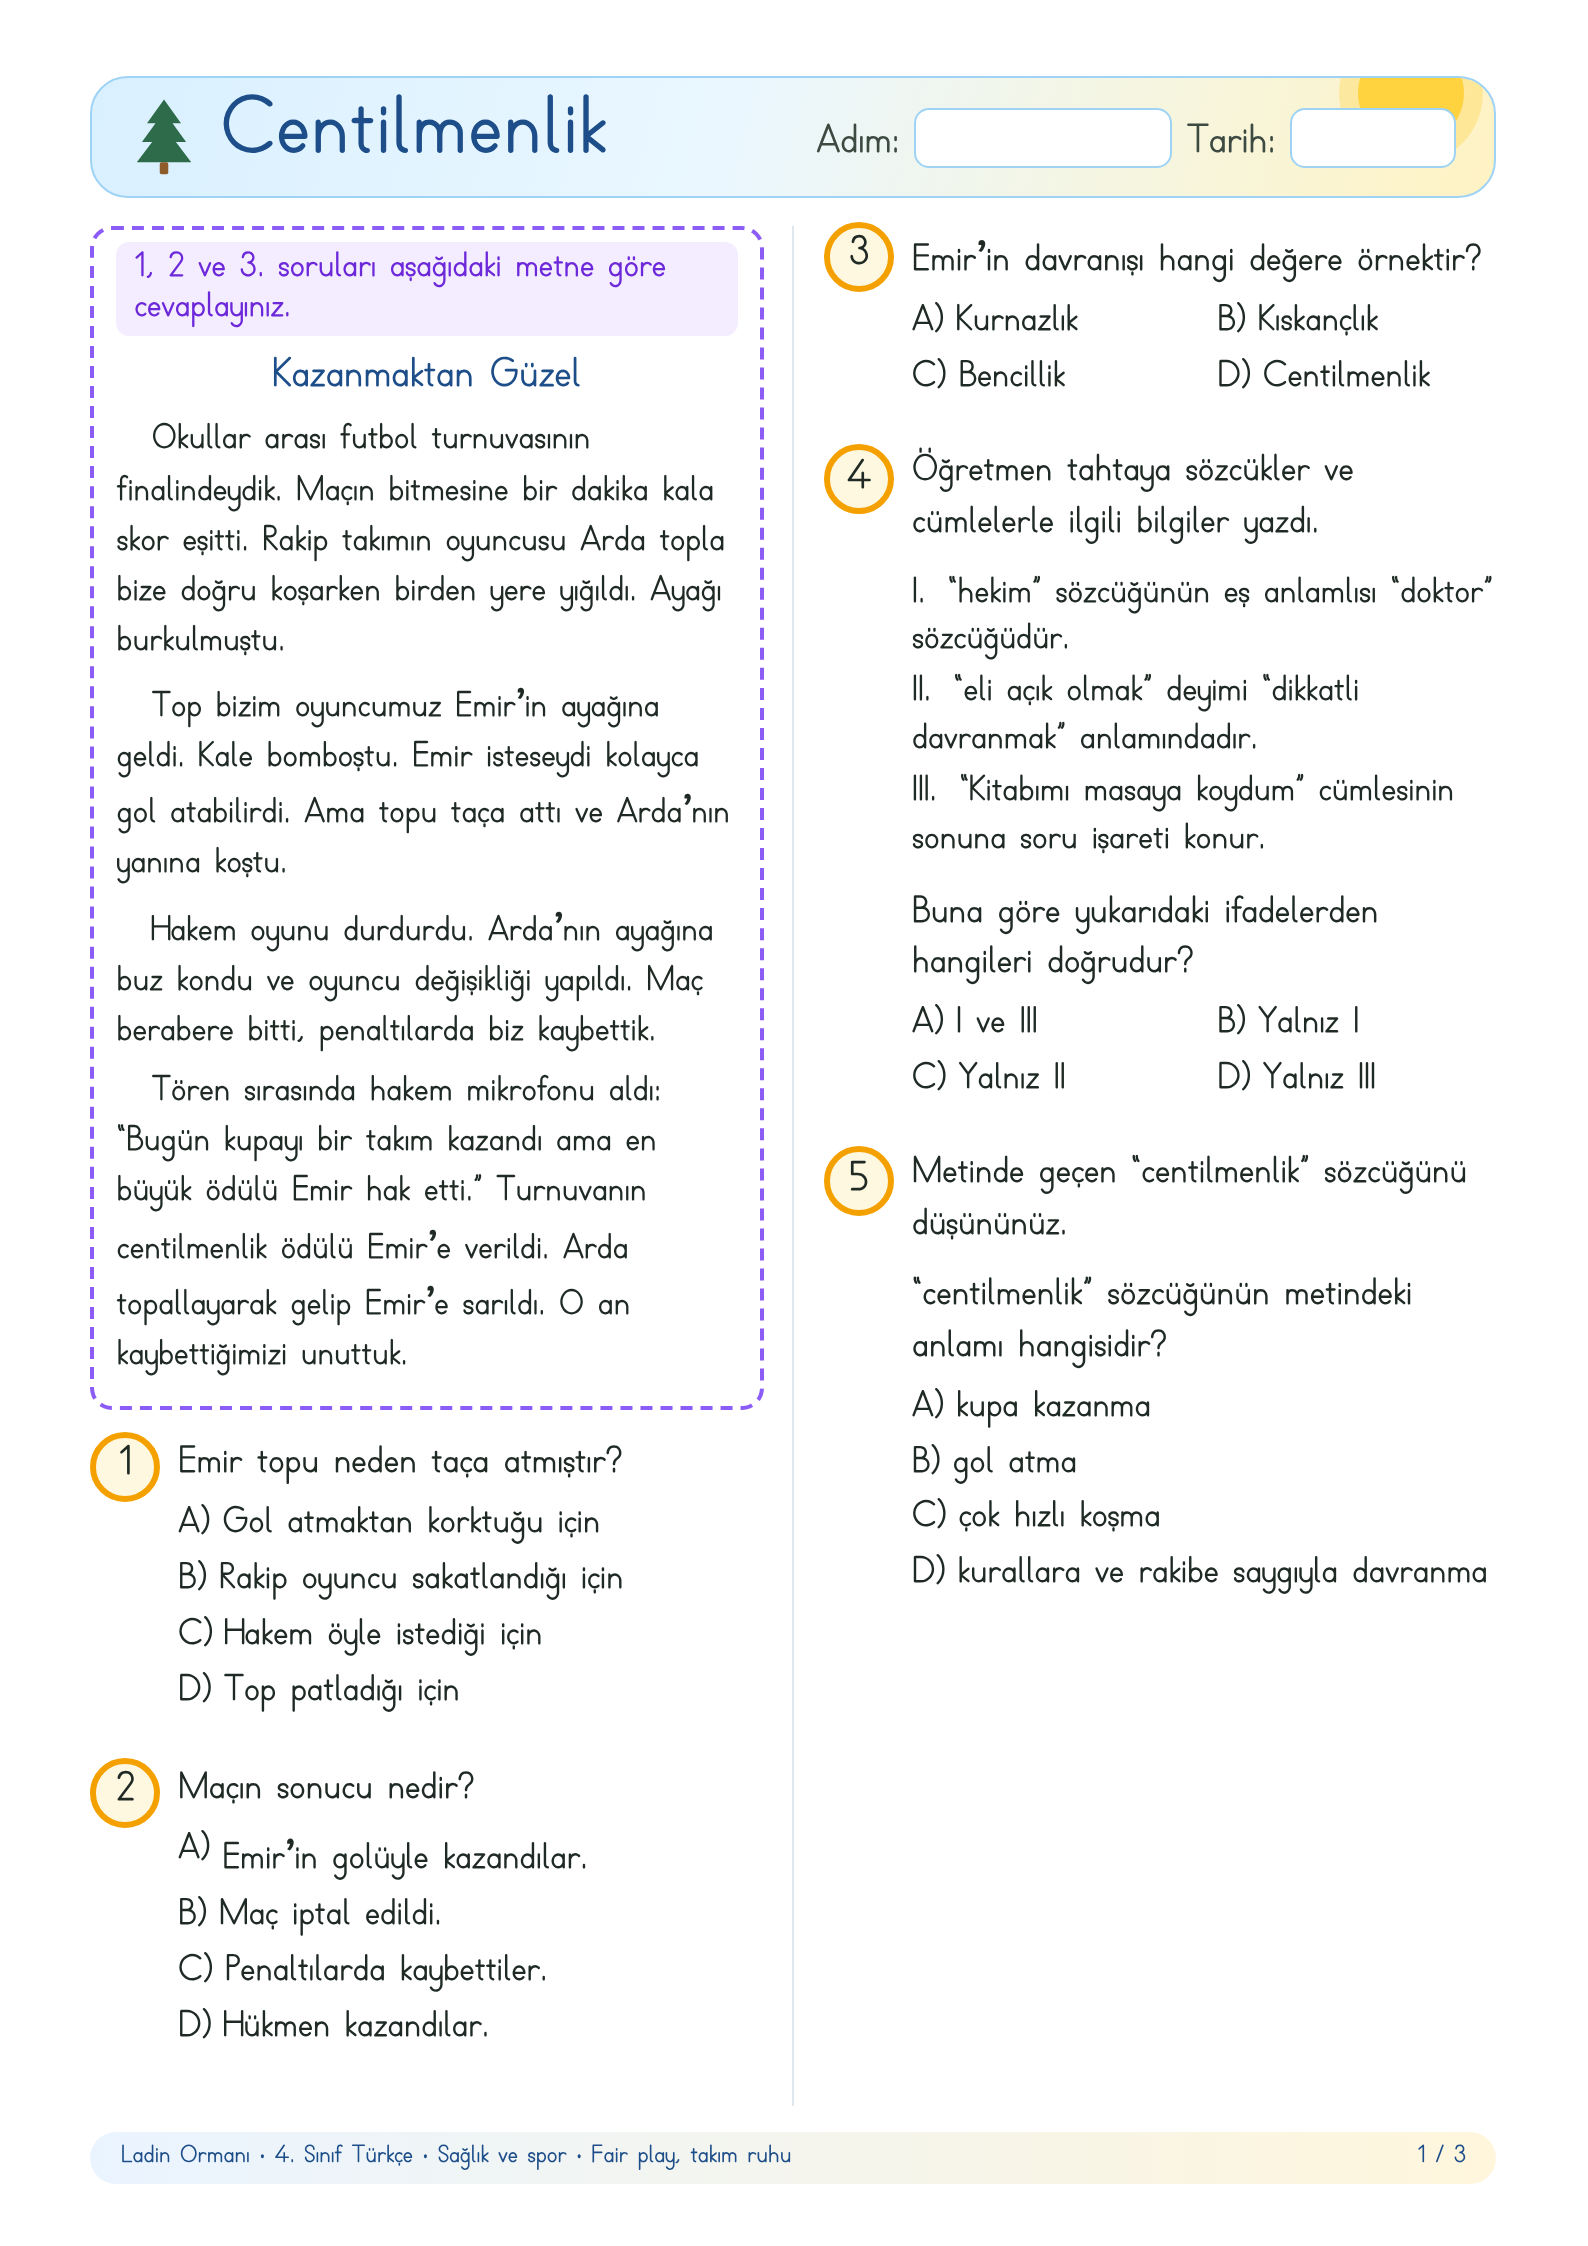 Centilmenlik
Adım:
Tarih:
1, 2 ve 3. soruları aşağıdaki metne göre
cevaplayınız.
Kazanmaktan Güzel
Okullar arası futbol turnuvasının
finalindeydik. Maçın bitmesine bir dakika kala
skor eşitti. Rakip takımın oyuncusu Arda topla
bize doğru koşarken birden yere yığıldı. Ayağı
burkulmuştu.
Top bizim oyuncumuz Emir’in ayağına
geldi. Kale bomboştu. Emir isteseydi kolayca
gol atabilirdi. Ama topu taça attı ve Arda’nın
yanına koştu.
Hakem oyunu durdurdu. Arda’nın ayağına
buz kondu ve oyuncu değişikliği yapıldı. Maç
berabere bitti, penaltılarda biz kaybettik.
Tören sırasında hakem mikrofonu aldı:
“Bugün kupayı bir takım kazandı ama en
büyük ödülü Emir hak etti.” Turnuvanın
centilmenlik ödülü Emir’e verildi. Arda
topallayarak gelip Emir’e sarıldı. O an
kaybettiğimizi unuttuk.
1
Emir topu neden taça atmıştır?
A) Gol atmaktan korktuğu için
B) Rakip oyuncu sakatlandığı için
C) Hakem öyle istediği için
D) Top patladığı için
2
Maçın sonucu nedir?
A) Emir’in golüyle kazandılar.
B) Maç iptal edildi.
C) Penaltılarda kaybettiler.
D) Hükmen kazandılar.
3
Emir’in davranışı hangi değere örnektir?
A) Kurnazlık B) Kıskançlık
C) Bencillik D) Centilmenlik
4
Öğretmen tahtaya sözcükler ve
cümlelerle ilgili bilgiler yazdı.
I. “hekim” sözcüğünün eş anlamlısı “doktor”
sözcüğüdür.
II. “eli açık olmak” deyimi “dikkatli
davranmak” anlamındadır.
III. “Kitabımı masaya koydum” cümlesinin
sonuna soru işareti konur.
Buna göre yukarıdaki ifadelerden
hangileri doğrudur?
A) I ve III B) Yalnız I
C) Yalnız II D) Yalnız III
5
Metinde geçen “centilmenlik” sözcüğünü
düşününüz.
“centilmenlik” sözcüğünün metindeki
anlamı hangisidir?
A) kupa kazanma
B) gol atma
C) çok hızlı koşma
D) kurallara ve rakibe saygıyla davranma
Ladin Ormanı • 4. Sınıf Türkçe • Sağlık ve spor • Fair play, takım ruhu
1 / 3